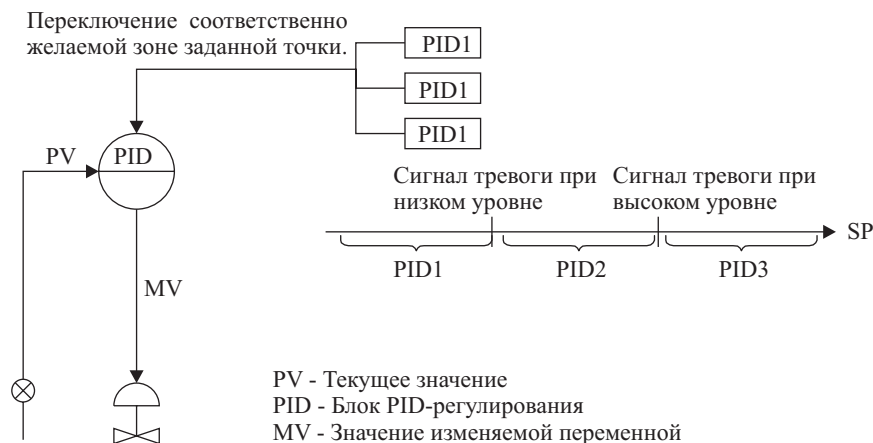 Переключение соответственно
желаемой зоне заданной точки.
PID1
PID1
PID1
PV
PID
Сигнал тревоги при
низком уровне
Сигнал тревоги при
высоком уровне
SP
PID1
PID2
PID3
MV
PV - Текущее значение
PID - Блок PID-регулирования
MV - Значение изменяемой переменной